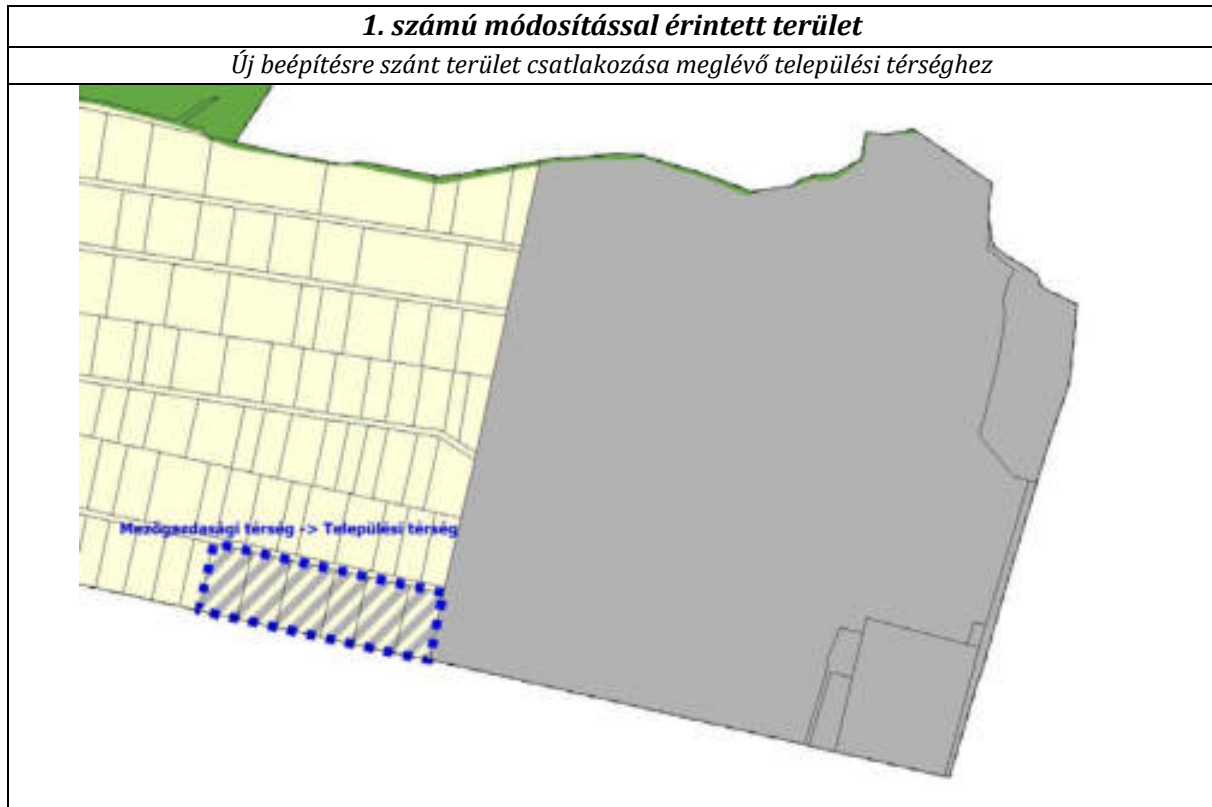 1. számú módosítással érintett terület
Új beépítésre szánt terület csatlakozása meglévő települési térséghez
Mezőgazdasági térség -> Települési térség